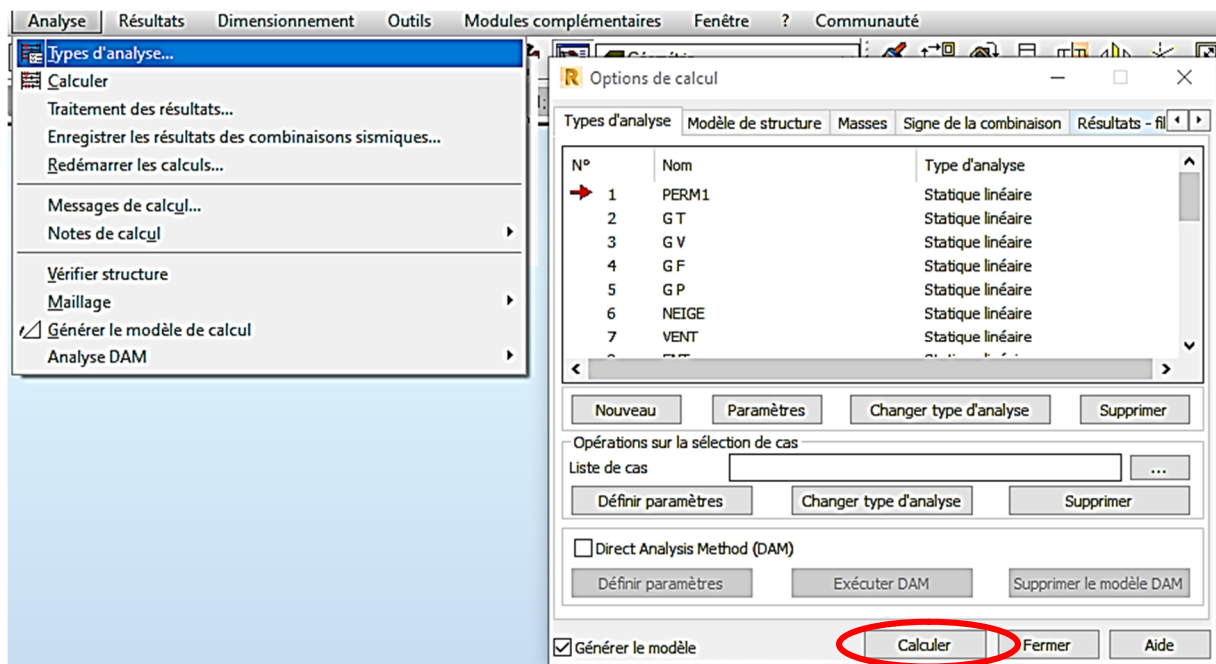 Analyse Résultats Dimensionnement Outils Modules complémentaires Fenêtre ? Communauté
Types d'analyse...
Calculer
Traitement des résultats...
Enregistrer les résultats des combinaisons sismiques...
Redémarrer les calculs...
Messages de calcul...
Notes de calcul
Vérifier structure
Maillage
Générer le modèle de calcul
Analyse DAM
Options de calcul
Types d'analyse Modèle de structure Masses Signe de la combinaison Résultats - fil
N° Nom Type d'analyse
1 PERM1 Statique linéaire
2 G T Statique linéaire
3 G V Statique linéaire
4 G F Statique linéaire
5 G P Statique linéaire
6 NEIGE Statique linéaire
7 VENT Statique linéaire
Nouveau Paramètres Changer type d'analyse Supprimer
Opérations sur la sélection de cas
Liste de cas ...
Définir paramètres Changer type d'analyse Supprimer
Direct Analysis Method (DAM)
Définir paramètres Exécuter DAM Supprimer le modèle DAM
Générer le modèle Calculer Fermer Aide